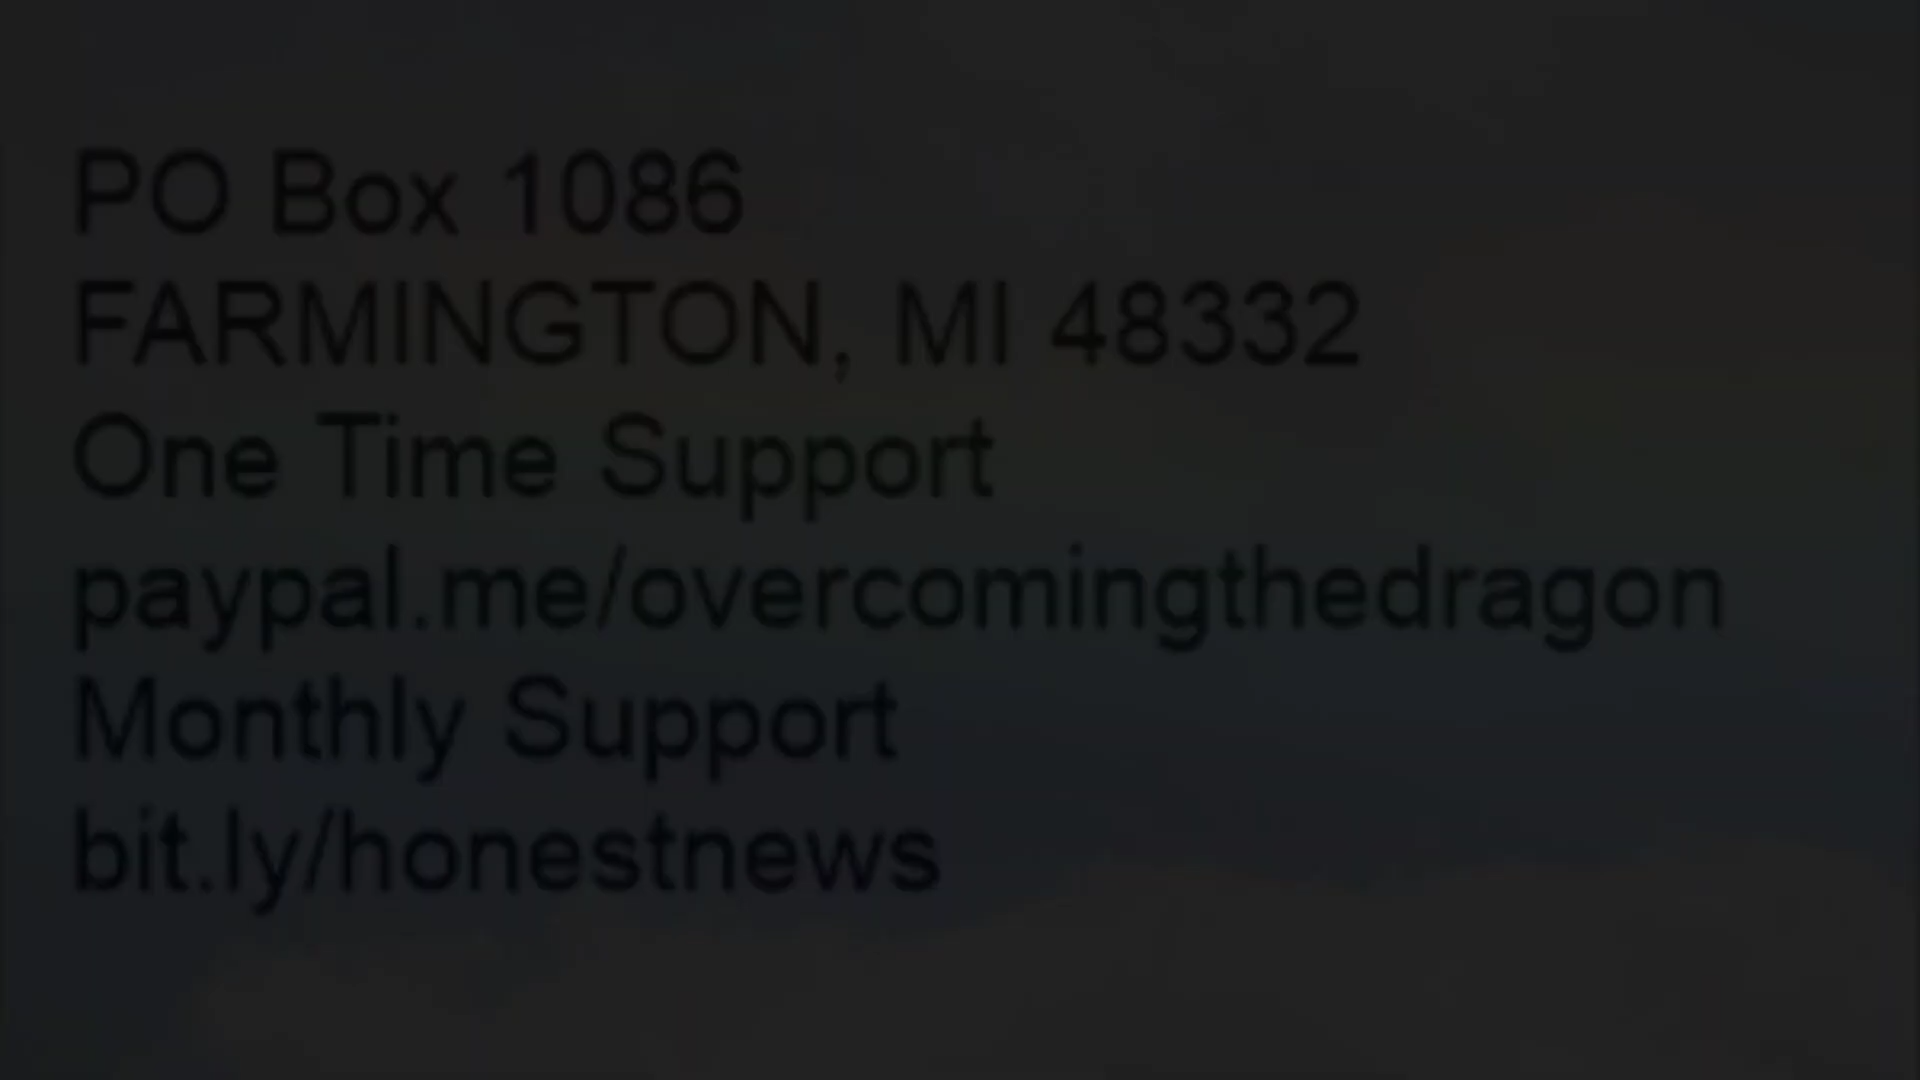 PO Box 1086
FARMINGTON, MI 48332
One Time Support
paypal.me/overcomingthedragon
Monthly Support
bit.ly/honestnews